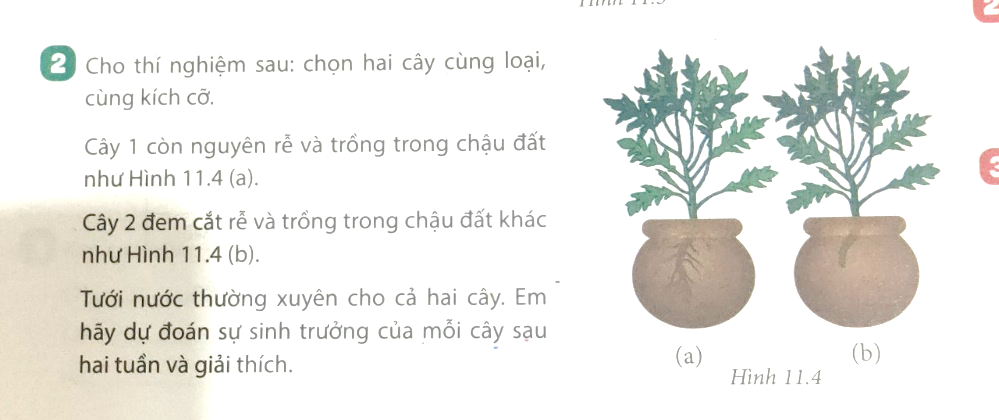 2 Cho thí nghiệm sau: chọn hai cây cùng loại,
cùng kích cỡ.
Cây 1 còn nguyên rễ và trồng trong chậu đất
như Hình 11.4 (a).
Cây 2 đem cắt rễ và trồng trong chậu đất khác
như Hình 11.4 (b).
Tưới nước thường xuyên cho cả hai cây. Em
hãy dự đoán sự sinh trưởng của mỗi cây sau
hai tuần và giải thích.
(a)
(b)
Hình 11.4